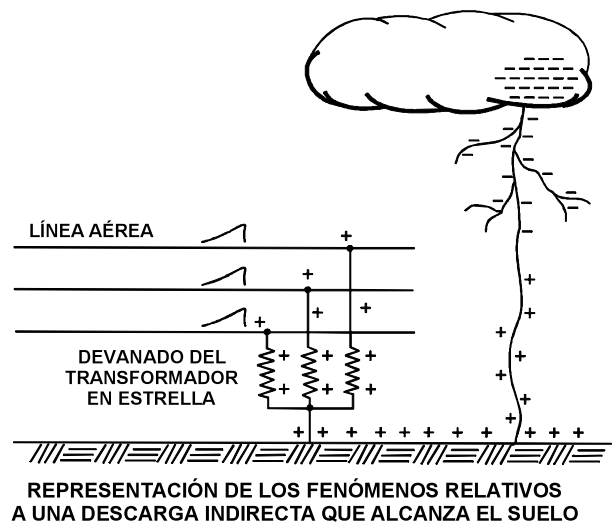 LÍNEA AÉREA
DEVANADO DEL
TRANSFORMADOR
EN ESTRELLA
REPRESENTACIÓN DE LOS FENÓMENOS RELATIVOS
A UNA DESCARGA INDIRECTA QUE ALCANZA EL SUELO